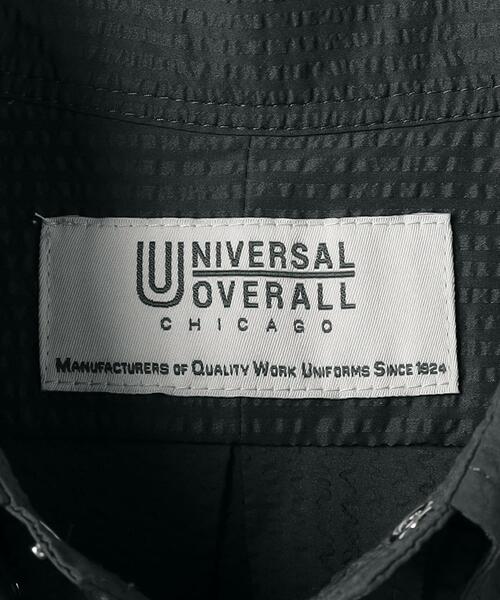 UNIVERSAL
OVERALL
CHICAGO
MANUFACTURERS OF QUALITY WORK UNIFORMS SINCE 1924